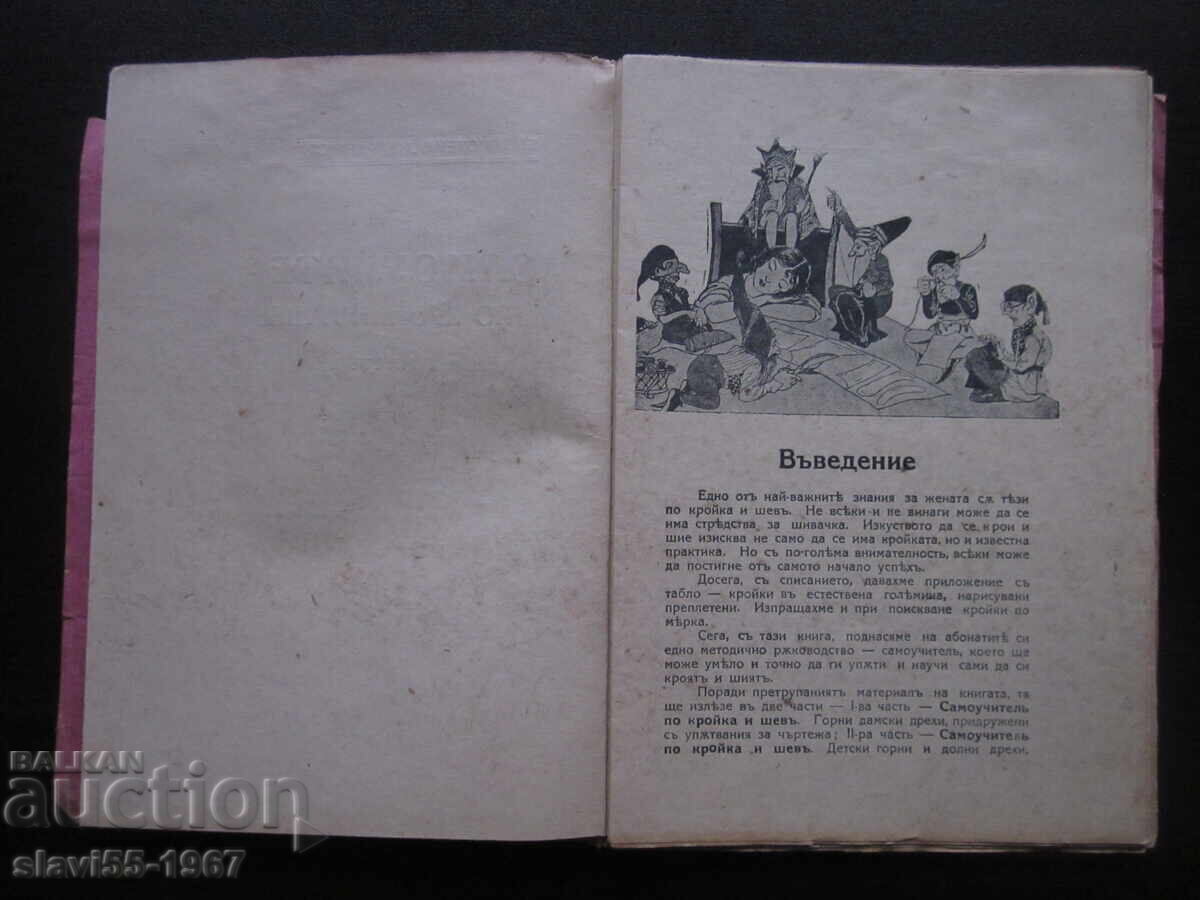 Въведение
Едно отъ най-важнитѣ знания за жената сѫ тѣзи
по кройка и шевъ. Не всѣки и не винаги може да се
има стрѣдства за шивачка. Изкуството да се крои и
шие изисква не само да се има кройката, но и известна
практика. Но съ по-голѣма внимателность, всѣки може
да постигне отъ самото начало успѣхъ.
Досега, съ списанието, давахме приложение съ
табло — кройки въ естествена голѣмина, нарисувани
преплетени. Изпращахме и при поискване кройки по
мѣрка.
Сега, съ тази книга, поднасяме на абонатитѣ си
едно методично рѫководство — самоучитель, което ще
може умѣло и точно да ги упѫти и научи сами да си
кроятъ и шиятъ.
Поради претрупаниятъ материалъ на книгата, тя
ще излѣзе въ две части — I-ва часть — Самоучитель
по кройка и шевъ. Горни дамски дрехи, придружени
съ упѫтвания за чъртежа; II-ра часть — Самоучитель
по кройка и шевъ. Детски горни и долни дрехи,
BALKAN
auction
slavi55-1967